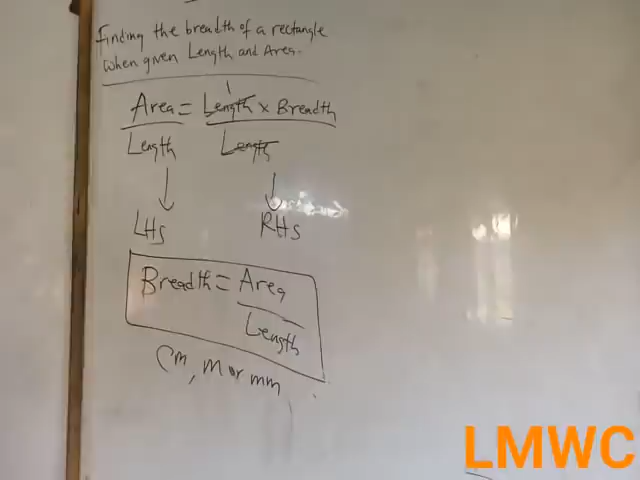 Finding the breadth of a rectangle
when given Length and Area.
1
Area = Length × Breadth
Length Length
↓ ↓
LHS RHS
Breadth = Area
Length
Cm, m or mm
LMWC